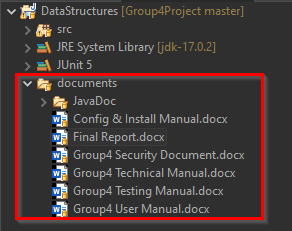 DataStructures [Group4Project master]
src
JRE System Library [jdk-17.0.2]
JUnit 5
documents
JavaDoc
Config & Install Manual.docx
Final Report.docx
Group4 Security Document.docx
Group4 Technical Manual.docx
Group4 Testing Manual.docx
Group4 User Manual.docx